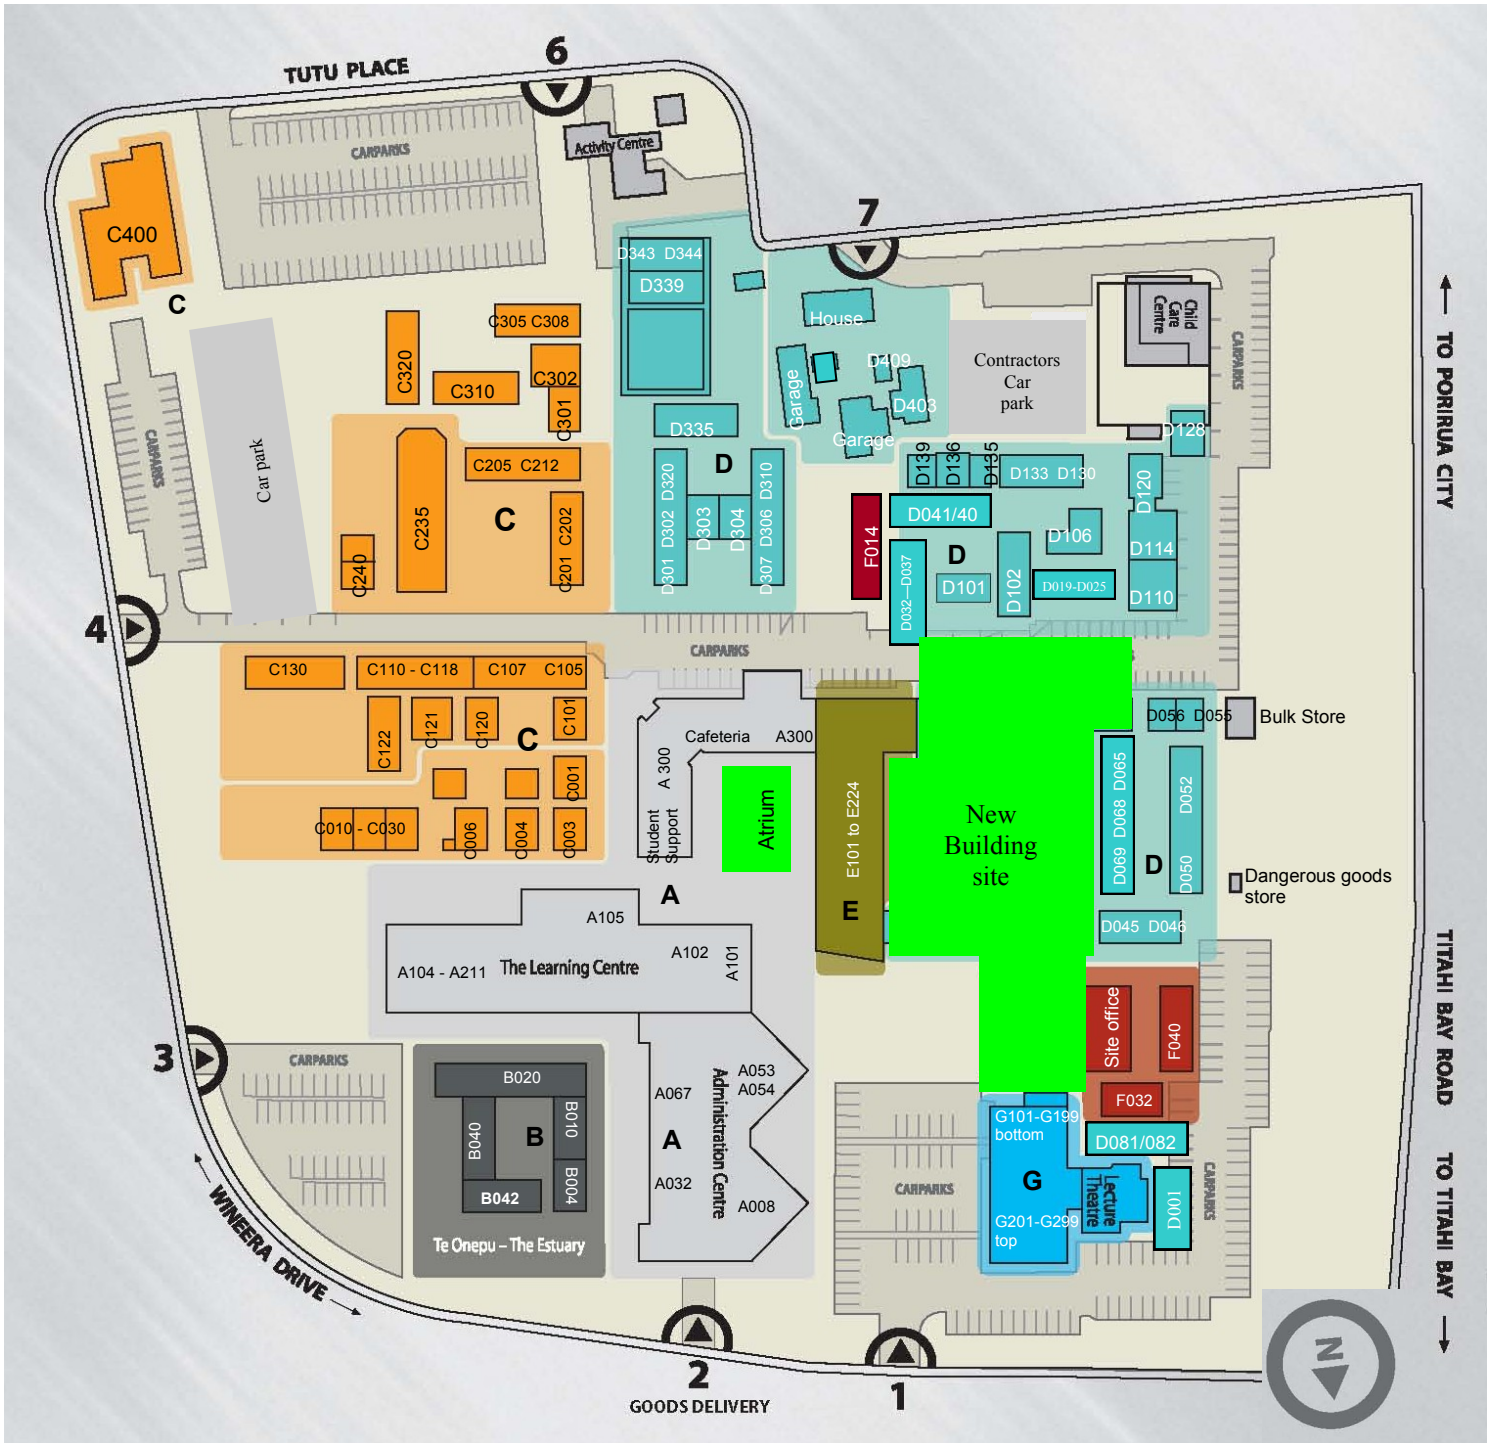 6
TUTU PLACE
CARPARKS
Activity Centre
7
C400
C
D343 D344
D339
House
Child
Care
Centre
CARPARKS
TO PORIRUA CITY
C305 C308
C320
C302
C310
C301
D409
Garage
D403
Garage
Contractors
Car
park
D335
D128
CARPARKS
Car park
C205 C212
C
C235
C240
C201 C202
D
D301 D302 D320
D303
D304
D307 D306 D310
D139
D136
D135
D133 D130
D120
D041/40
F014
D
D106
D114
D032—D037
D101
D102
D019-D025
D110
4
CARPARKS
S
C130
C110 - C118
C107
C105
C122
C121
C120
C101
C
C001
C010 - C030
C006
C004
C003
Cafeteria
A300
A 300
Student
Support
Atrium
E101 to E224
E
New
Building
site
D056
D055
Bulk Store
D069 D068 D065
D052
D
D050
Dangerous goods
store
D045 D046
A
A105
A102
A101
A104 - A211
The Learning Centre
TITAHI BAY ROAD
3
CARPARKS
B020
B040
B010
B
B004
B042
Te Onepu – The Estuary
A053
A054
A067
Administration Centre
A
A032
A008
Site office
F040
F032
G101-G199
bottom
D081/082
G
Lecture
Theatre
G201-G299
top
D001
CARPARKS
CARPARKS
TO TITAHI BAY
WINEERA DRIVE
2
GOODS DELIVERY
1
N